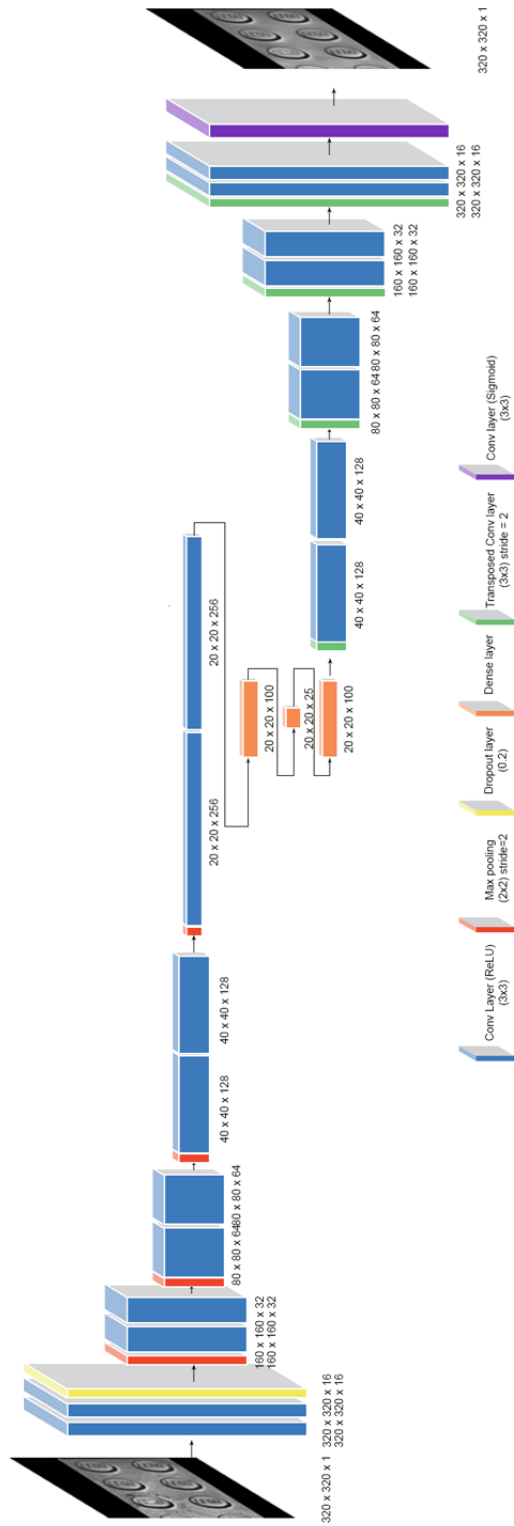 320 x 320 x 1
320 x 320 x 16
320 x 320 x 16
160 x 160 x 32
160 x 160 x 32
80 x 80 x 64
80 x 80 x 64
40 x 40 x 128
40 x 40 x 128
20 x 20 x 256
20 x 20 x 256
20 x 20 x 100
20 x 20 x 25
20 x 20 x 100
40 x 40 x 128
40 x 40 x 128
80 x 80 x 64
80 x 80 x 64
160 x 160 x 32
160 x 160 x 32
320 x 320 x 16
320 x 320 x 16
320 x 320 x 1
Conv Layer (ReLU)
(3x3)
Max pooling
(2x2) stride=2
Dropout layer
(0.2)
Dense layer
Transposed Conv layer
(3x3) stride = 2
Conv layer (Sigmoid)
(3x3)